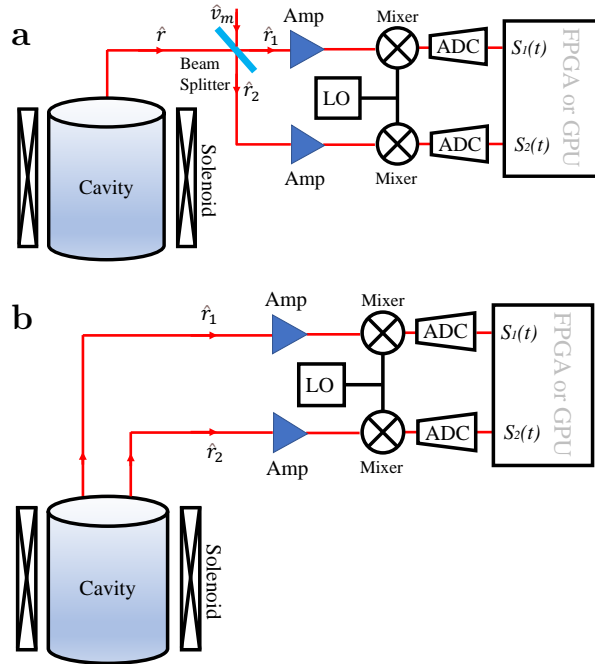 a
r̂
v̂ₘ
r̂₁
Beam
Splitter
r̂₂
Amp
Mixer
ADC
S₁(t)
LO
Amp
Mixer
ADC
S₂(t)
FPGA or GPU
Cavity
Solenoid
b
r̂₁
Amp
Mixer
ADC
S₁(t)
LO
r̂₂
Amp
Mixer
ADC
S₂(t)
FPGA or GPU
Cavity
Solenoid